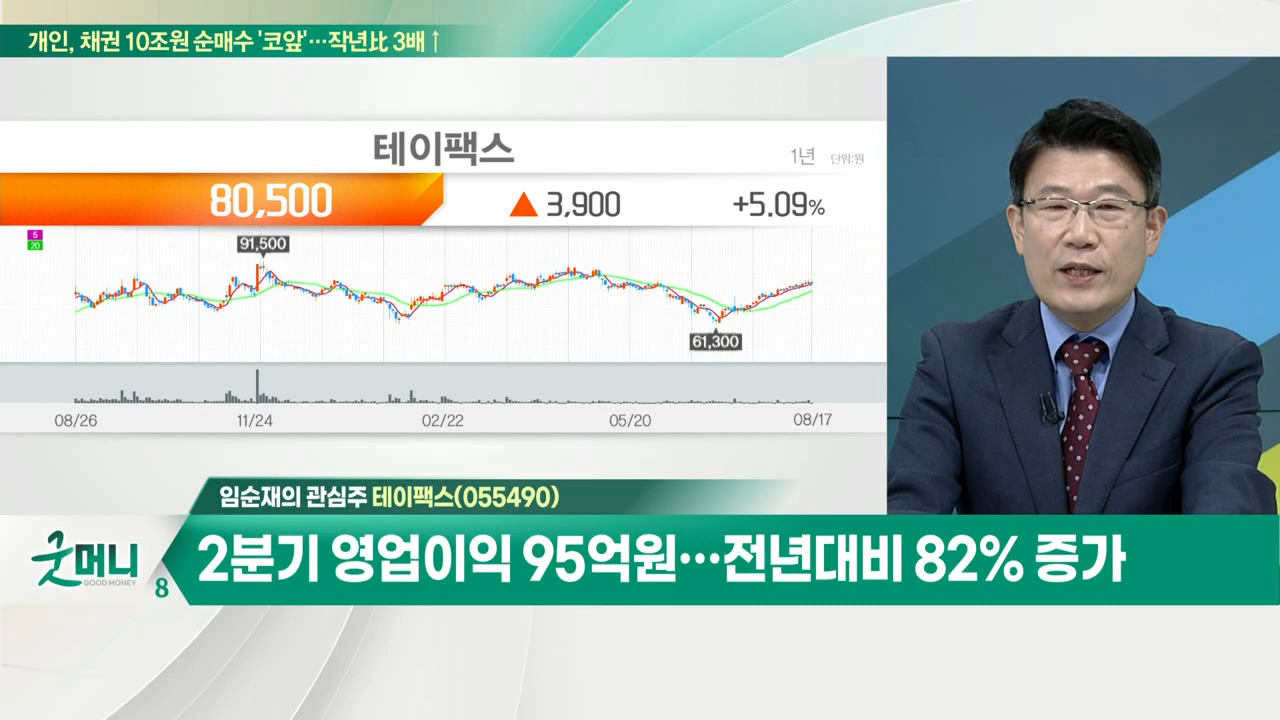 개인, 채권 10조원 순매수 '코앞'…작년比 3배↑
테이팩스
1년 단위:원
80,500 ▲ 3,900 +5.09%
5
20
91,500
61,300
08/26 11/24 02/22 05/20 08/17
임순재의 관심주 테이팩스(055490)
굿머니
GOOD MONEY
8
2분기 영업이익 95억원…전년대비 82% 증가